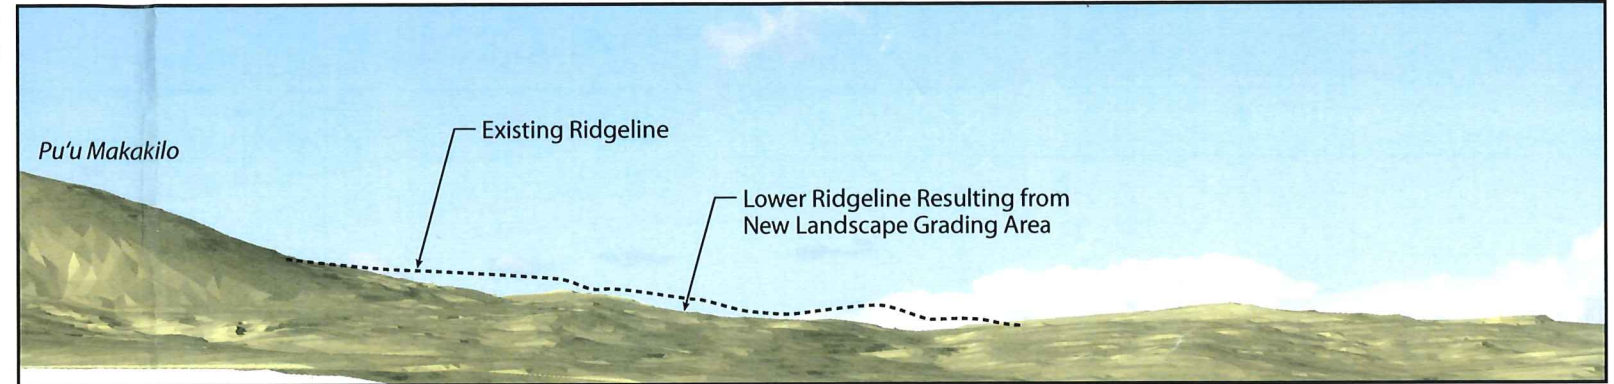 Existing Ridgeline
Pu'u Makakilo
Lower Ridgeline Resulting from
New Landscape Grading Area